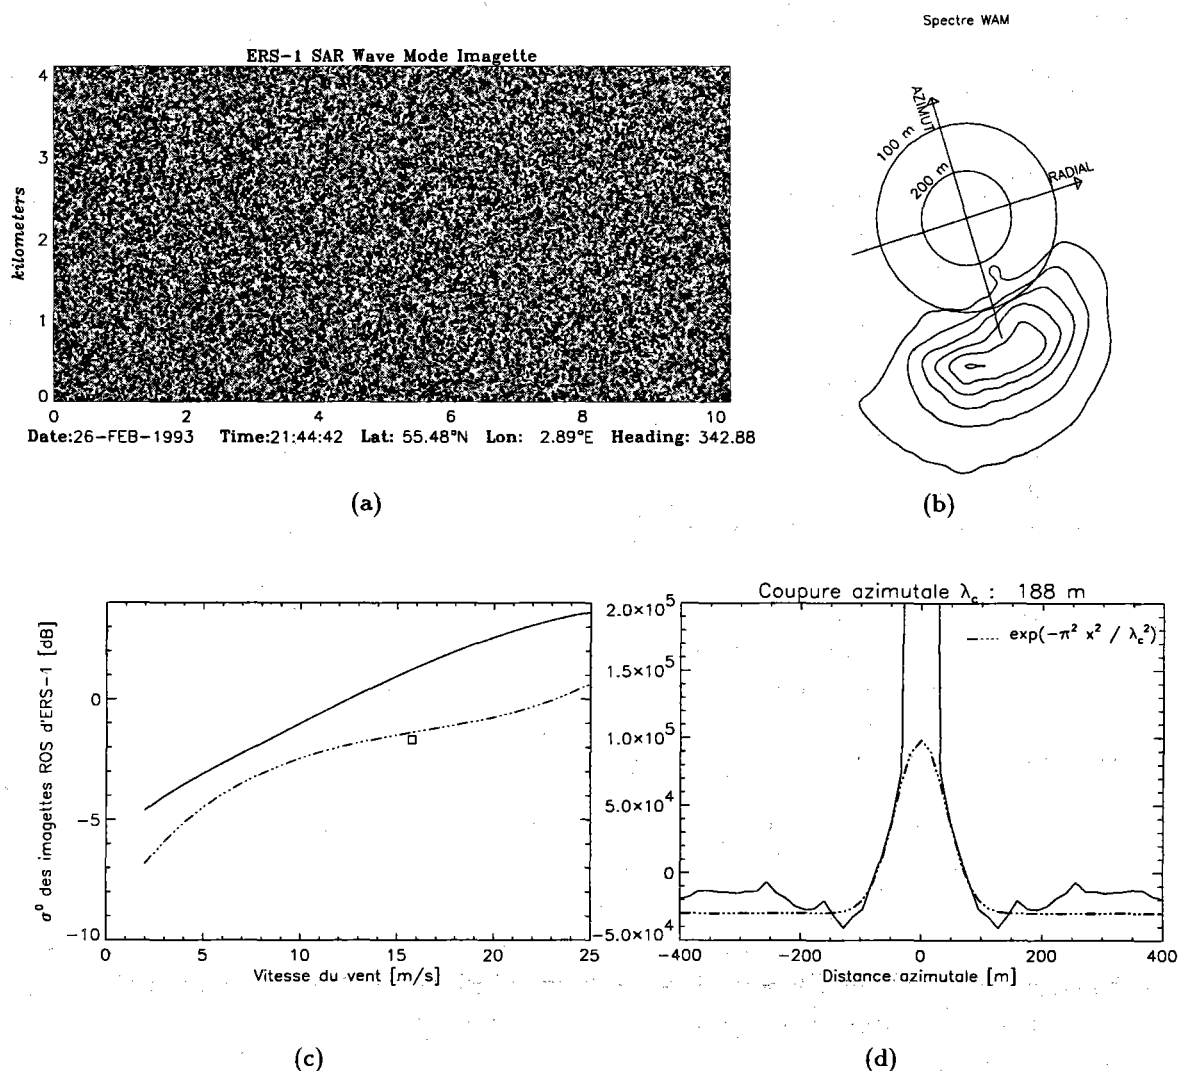 Spectre WAM
ERS-1 SAR Wave Mode Imagette
4
3
2
1
0
kilometers
0 2 4 6 8 10
Date:26-FEB-1993 Time:21:44:42 Lat: 55.48°N Lon: 2.89°E Heading: 342.88
(a)
AZIMUT
100 m
200 m
RADIAL
(b)
σ⁰ des imagettes ROS d'ERS-1 [dB]
0
-5
-10
0 5 10 15 20 25
Vitesse du vent [m/s]
(c)
Coupure azimutale λc : 188 m
exp(-π² x² / λc²)
2.0×10⁵
1.5×10⁵
1.0×10⁵
5.0×10⁴
0
-5.0×10⁴
-400 -200 0 200 400
Distance azimutale [m]
(d)